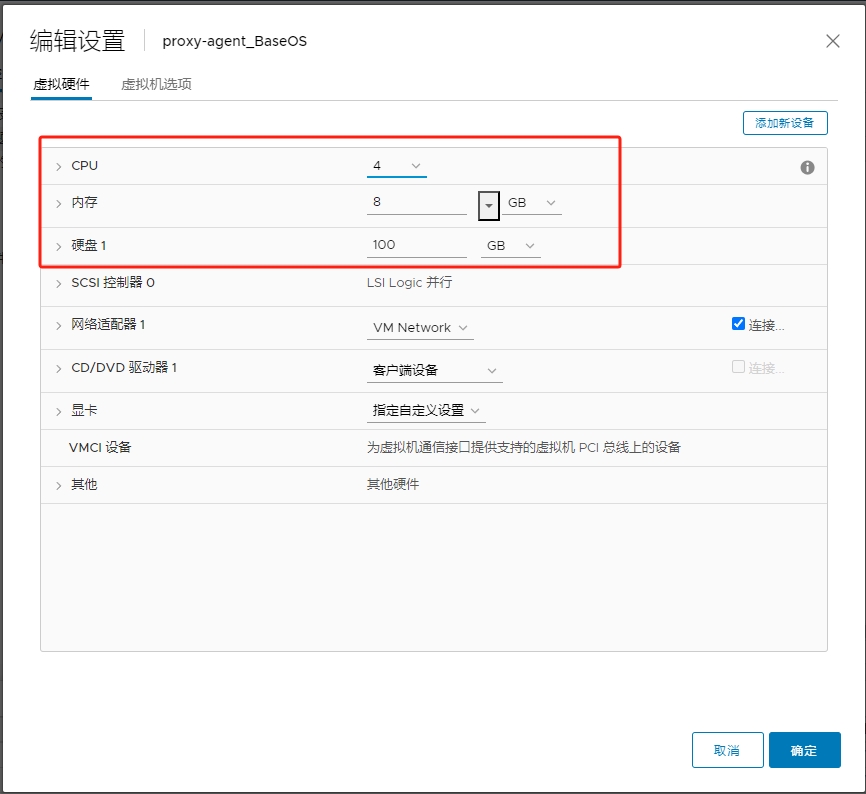 编辑设置 proxy-agent_BaseOS
虚拟硬件 虚拟机选项
添加新设备
CPU 4
内存 8 GB
硬盘 1 100 GB
SCSI 控制器 0 LSI Logic 并行
网络适配器 1 VM Network 连接...
CD/DVD 驱动器 1 客户端设备 连接...
显卡 指定自定义设置
VMCI 设备 为虚拟机通信接口提供支持的虚拟机 PCI 总线上的设备
其他 其他硬件
取消 确定